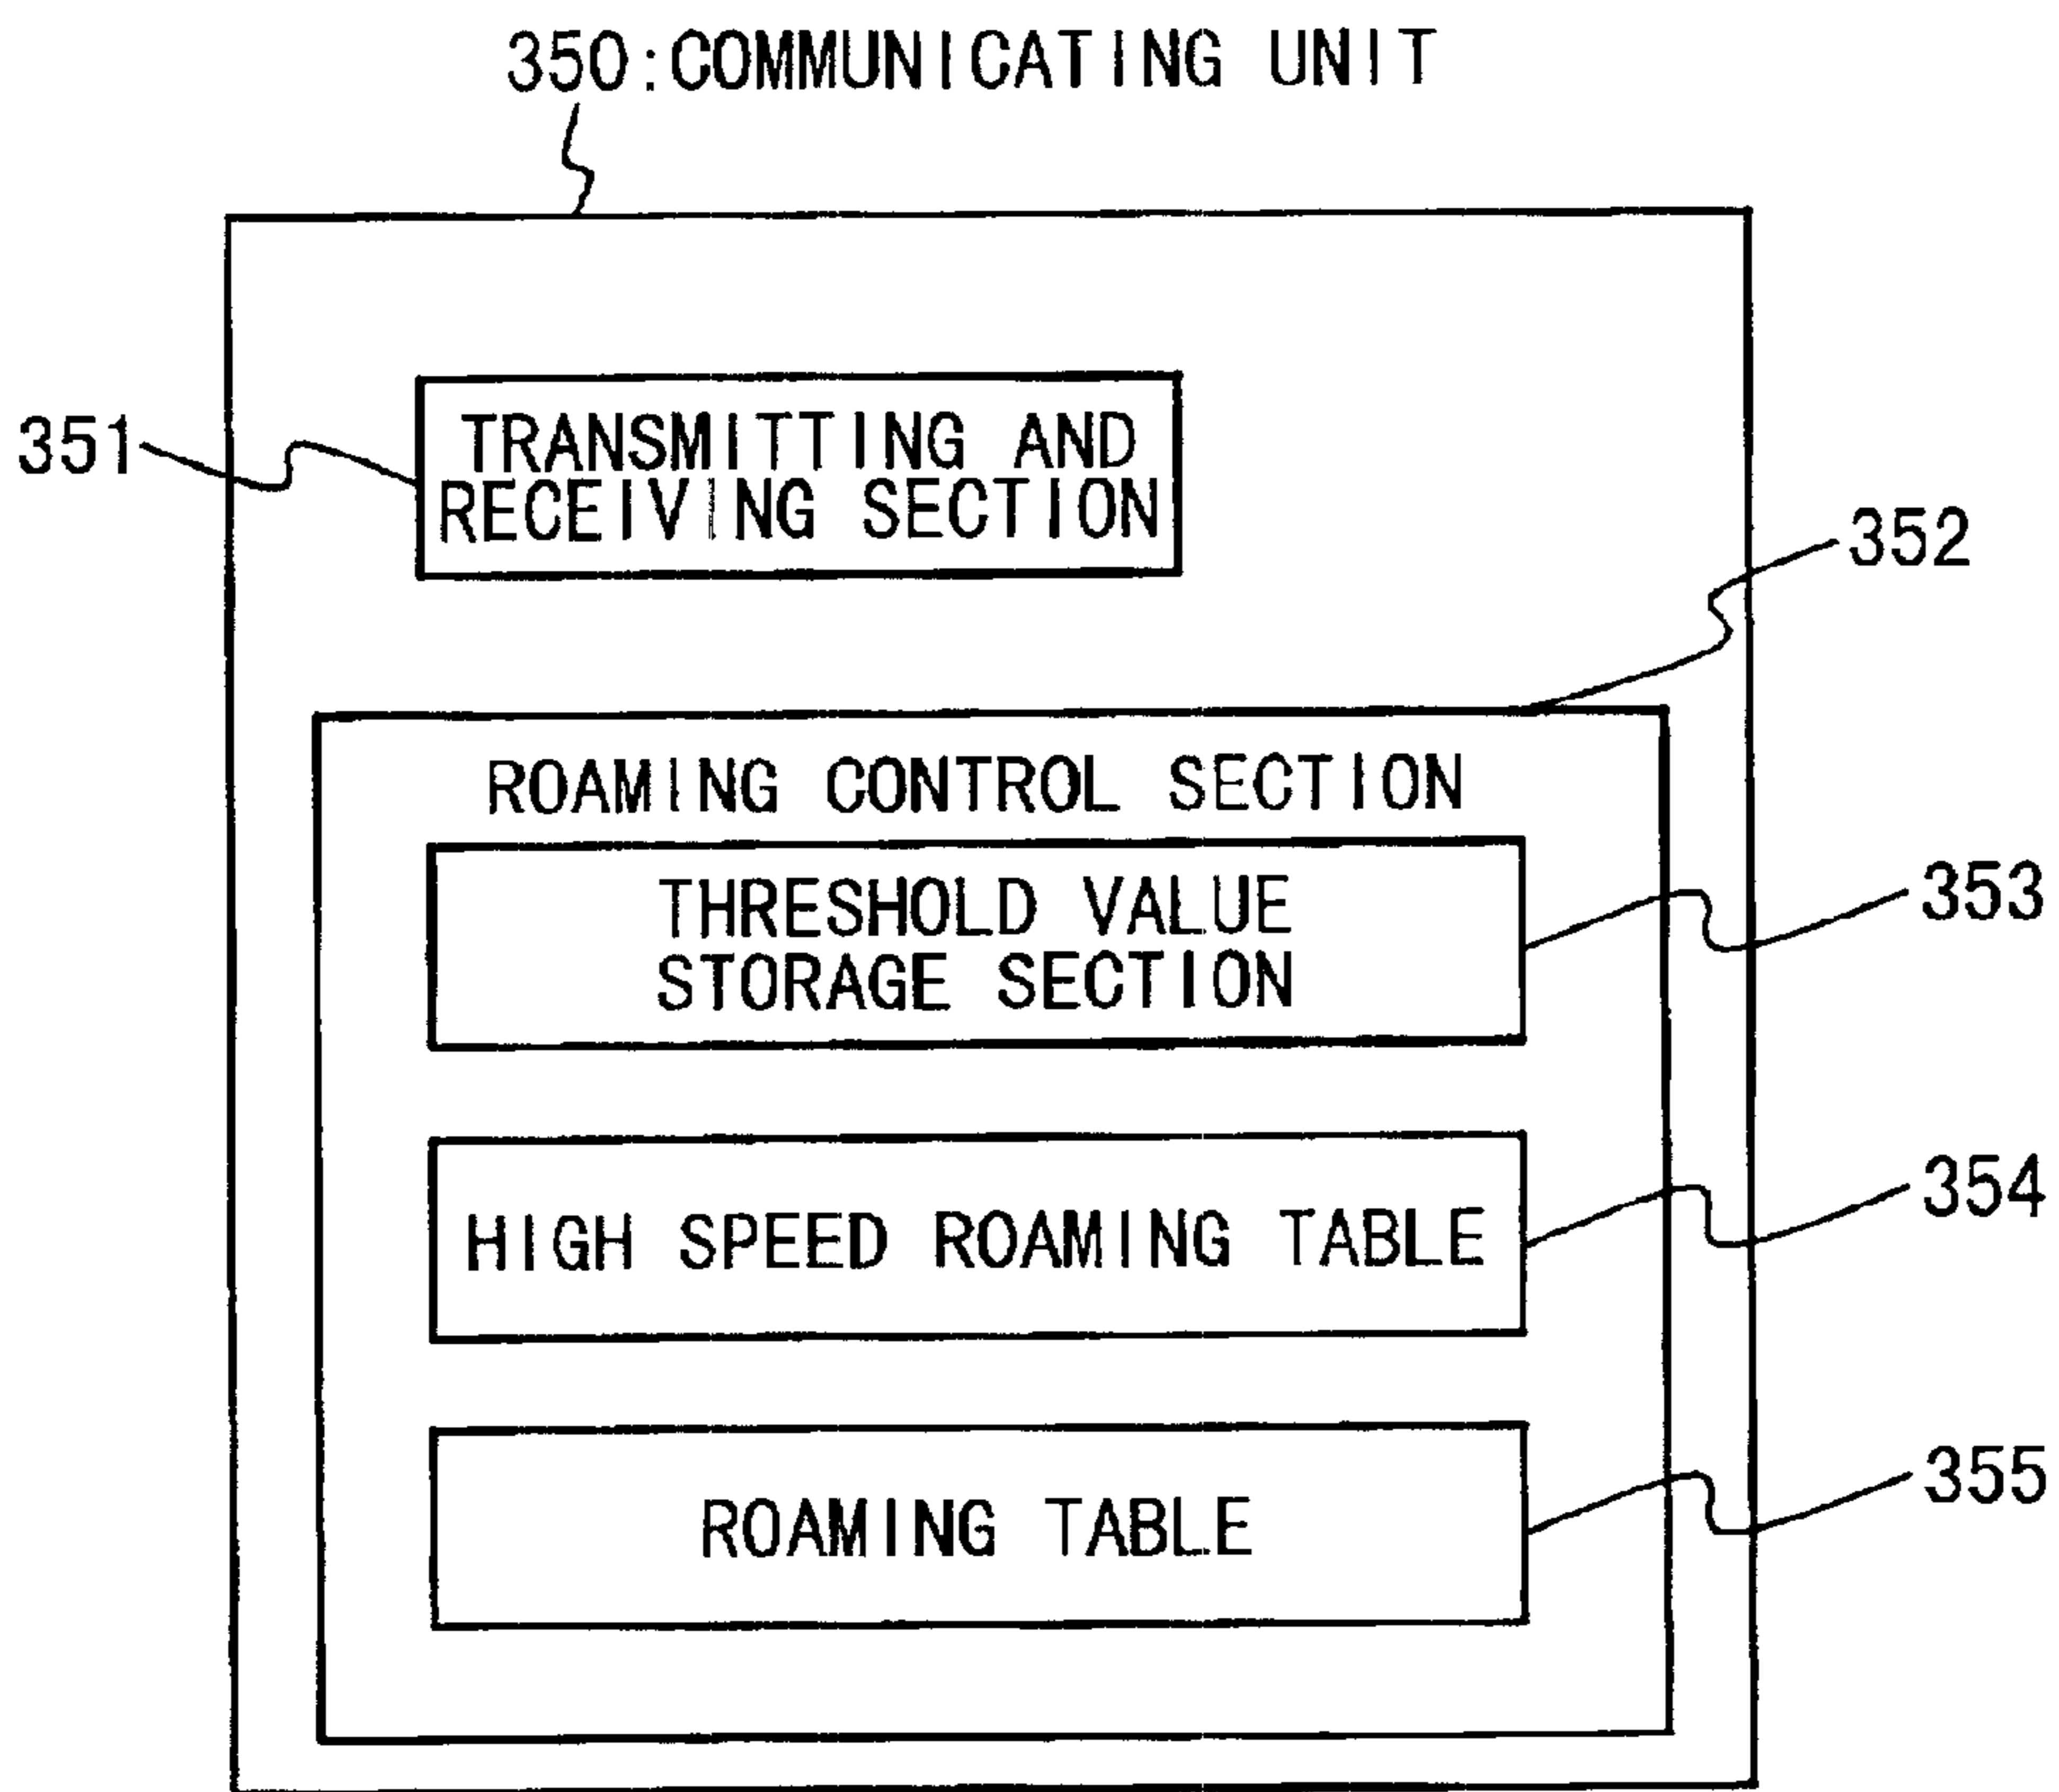 350:COMMUNICATING UNIT
351
TRANSMITTING AND
RECEIVING SECTION
352
ROAMING CONTROL SECTION
THRESHOLD VALUE
STORAGE SECTION
353
HIGH SPEED ROAMING TABLE
354
ROAMING TABLE
355